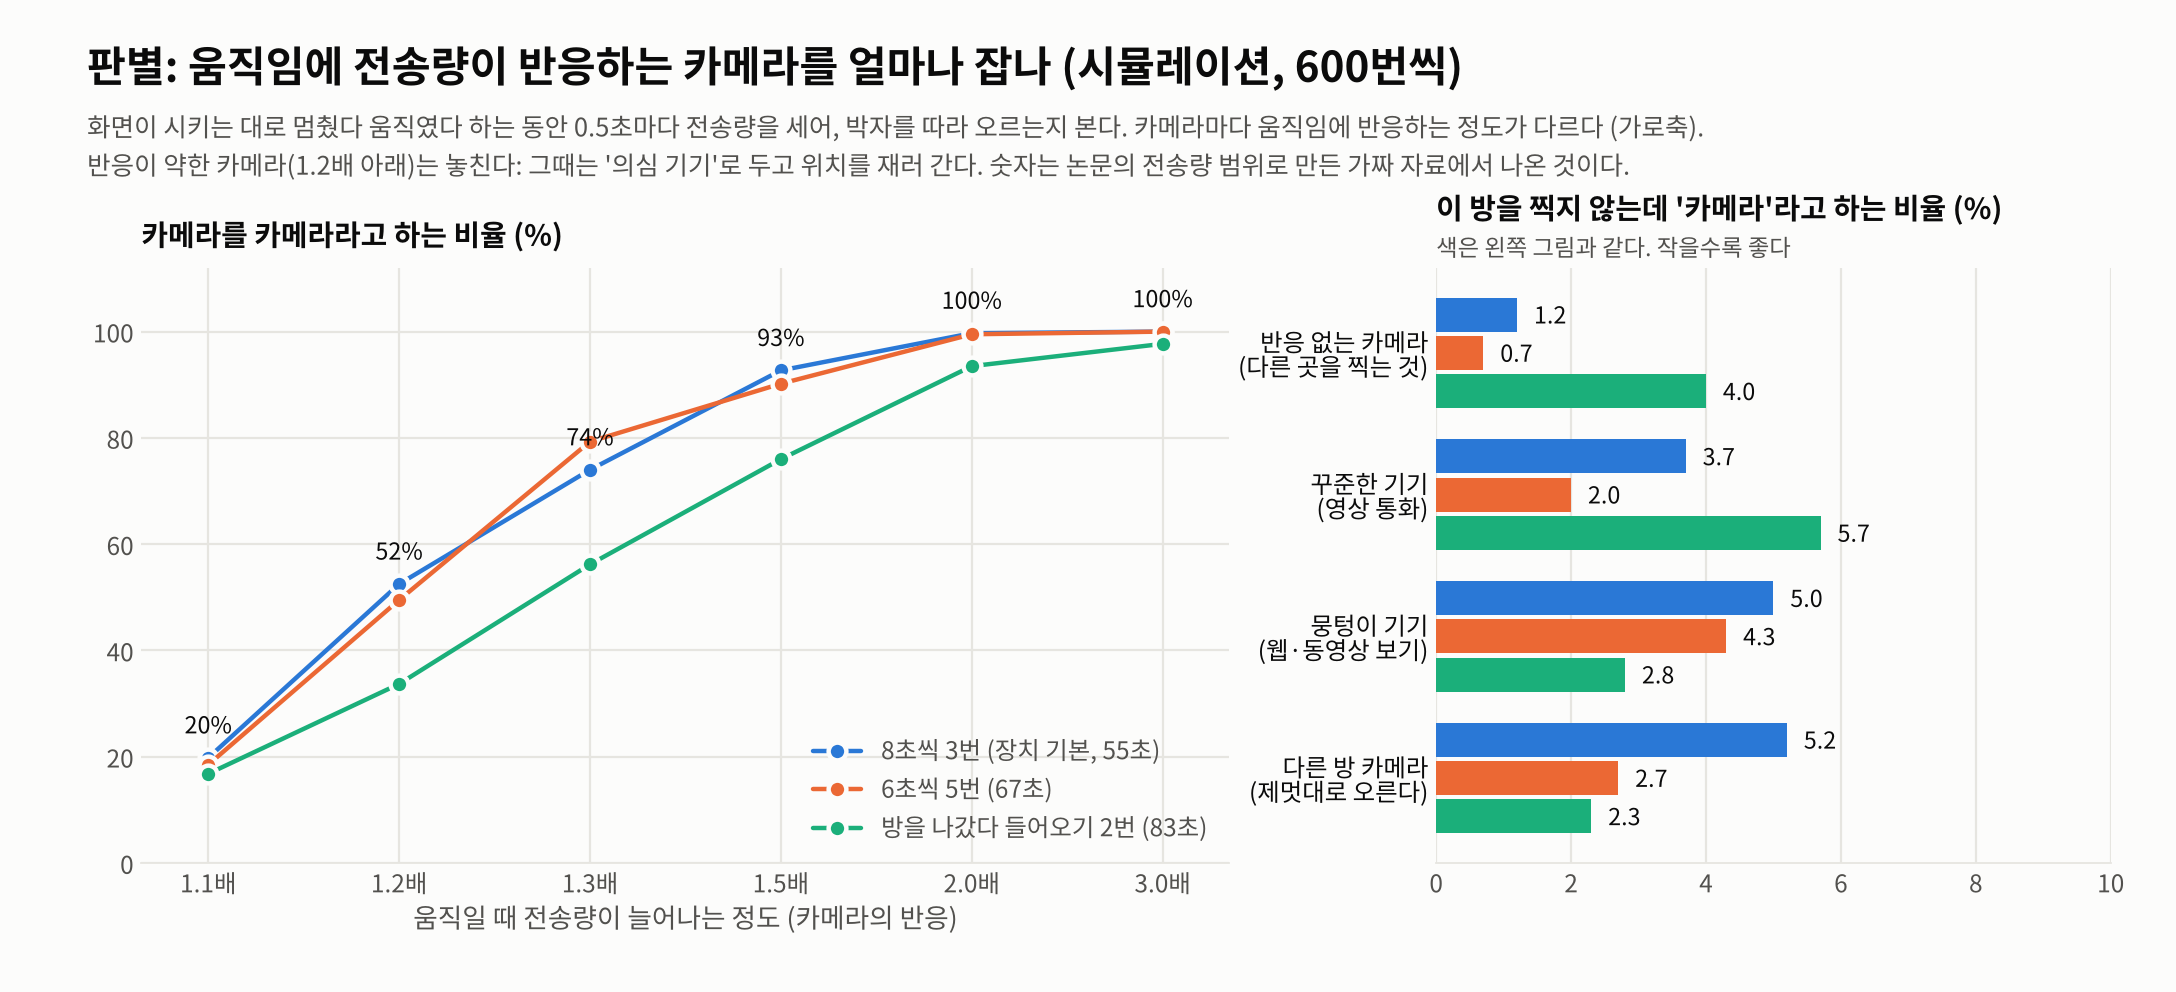 판별: 움직임에 전송량이 반응하는 카메라를 얼마나 잡나 (시뮬레이션, 600번씩)
화면이 시키는 대로 멈췄다 움직였다 하는 동안 0.5초마다 전송량을 세어, 박자를 따라 오르는지 본다. 카메라마다 움직임에 반응하는 정도가 다르다 (가로축).
반응이 약한 카메라(1.2배 아래)는 놓친다: 그때는 '의심 기기'로 두고 위치를 재러 간다. 숫자는 논문의 전송량 범위로 만든 가짜 자료에서 나온 것이다.
카메라를 카메라라고 하는 비율 (%)
100
80
60
40
20
0
20%
52%
74%
93%
100%
100%
8초씩 3번 (장치 기본, 55초)
6초씩 5번 (67초)
방을 나갔다 들어오기 2번 (83초)
1.1배
1.2배
1.3배
1.5배
2.0배
3.0배
움직일 때 전송량이 늘어나는 정도 (카메라의 반응)
이 방을 찍지 않는데 '카메라'라고 하는 비율 (%)
색은 왼쪽 그림과 같다. 작을수록 좋다
반응 없는 카메라
(다른 곳을 찍는 것)
1.2
0.7
4.0
꾸준한 기기
(영상 통화)
3.7
2.0
5.7
뭉텅이 기기
(웹·동영상 보기)
5.0
4.3
2.8
다른 방 카메라
(제멋대로 오른다)
5.2
2.7
2.3
0
2
4
6
8
10